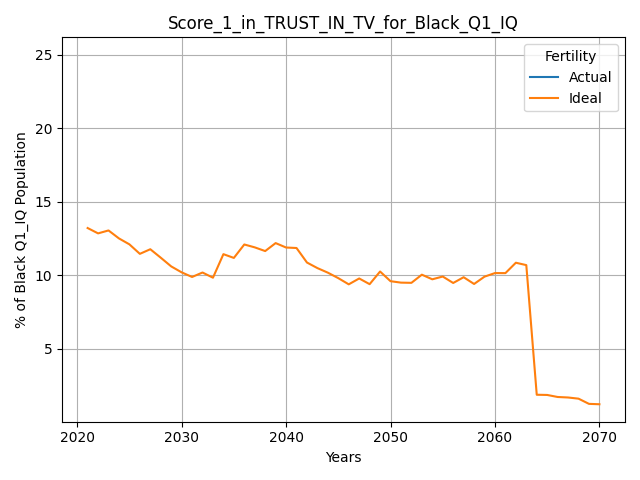 Score_1_in_TRUST_IN_TV_for_Black_Q1_IQ
Fertility
Actual
Ideal
% of Black Q1_IQ Population
25
20
15
10
5
2020
2030
2040
2050
2060
2070
Years